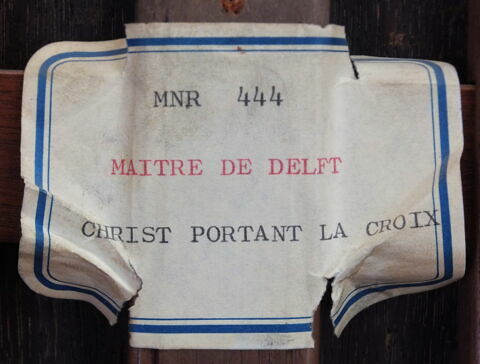 MNR 444
MAITRE DE DELFT
CHRIST PORTANT LA CROIX